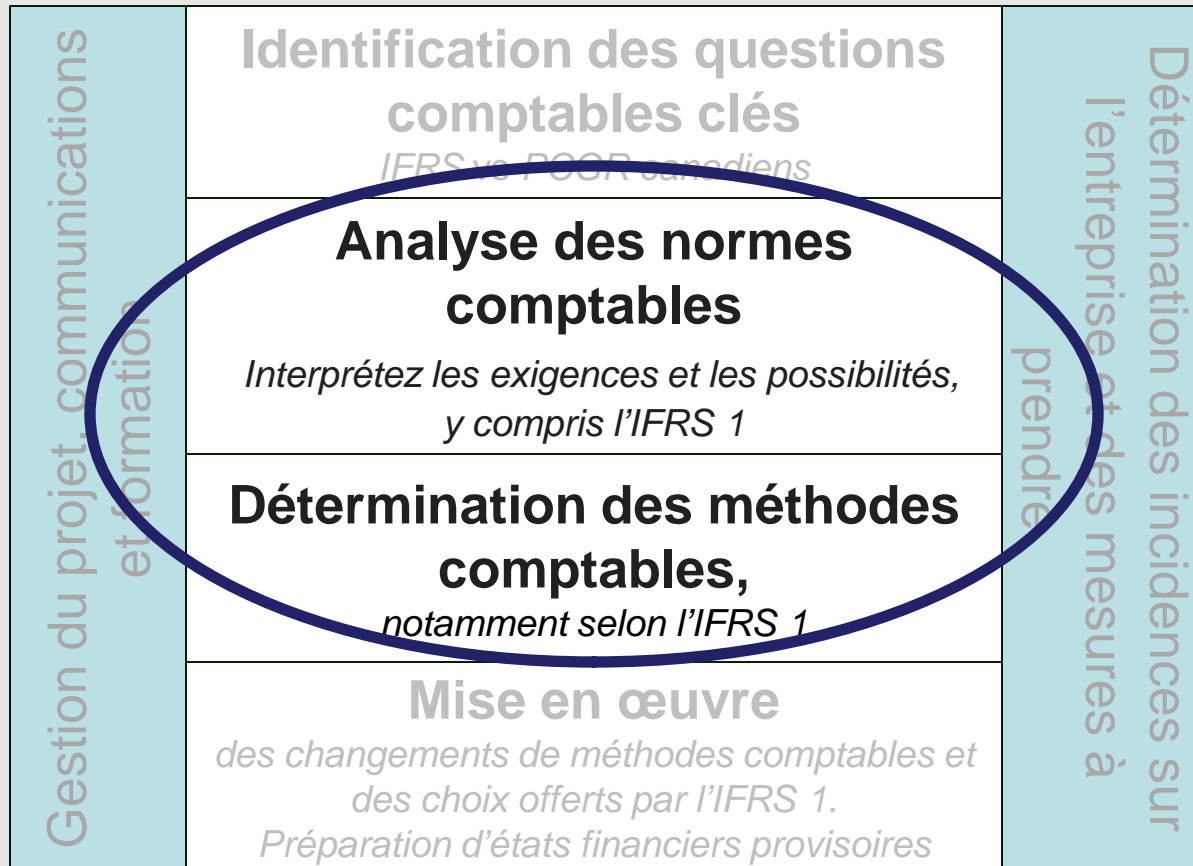 Gestion du projet, communications
et formation
Identification des questions
comptables clés
IFRS vs PCGR canadiens
Analyse des normes
comptables
Interprétez les exigences et les possibilités,
y compris l’IFRS 1
Détermination des méthodes
comptables,
notamment selon l’IFRS 1
Mise en œuvre
des changements de méthodes comptables et
des choix offerts par l’IFRS 1.
Préparation d’états financiers provisoires
Détermination des incidences sur
l’entreprise et des mesures à
prendre